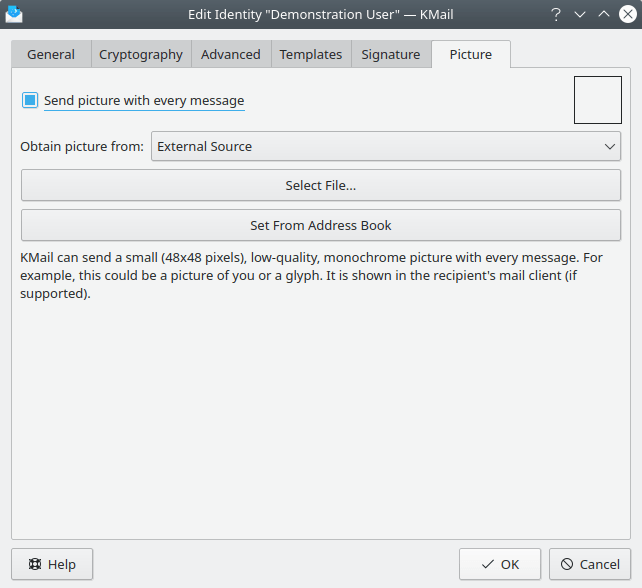 Edit Identity "Demonstration User" — KMail
General Cryptography Advanced Templates Signature Picture
Send picture with every message
Obtain picture from: External Source
Select File...
Set From Address Book
KMail can send a small (48x48 pixels), low-quality, monochrome picture with every message. For
example, this could be a picture of you or a glyph. It is shown in the recipient's mail client (if
supported).
Help OK Cancel